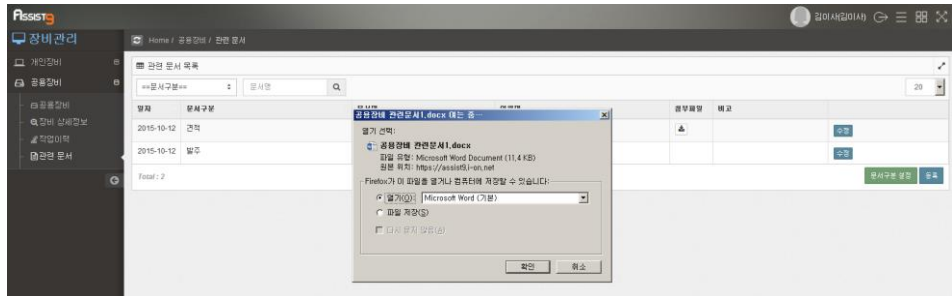 Assist9
김이사(김이사)
장비관리
Home / 공용장비 / 관련 문서
개인장비
공용장비
공용장비
장비 상세정보
작업이력
관련 문서
관련 문서 목록
==문서구분==
문서명
20
일자 문서구분 첨부파일 비고
2015-10-12 견적 수정
2015-10-12 발주 수정
Total : 2
문서구분 설정 등록
공용장비 관련문서1.docx 여는 중…
열기 선택:
공용장비 관련문서1.docx
파일 유형: Microsoft Word Document (11.4 KB)
원본 위치: https://assist9.i-on.net
Firefox가 이 파일을 열거나 컴퓨터에 저장할 수 있습니다:
열기(O): Microsoft Word (기본)
파일 저장(S)
확인 취소